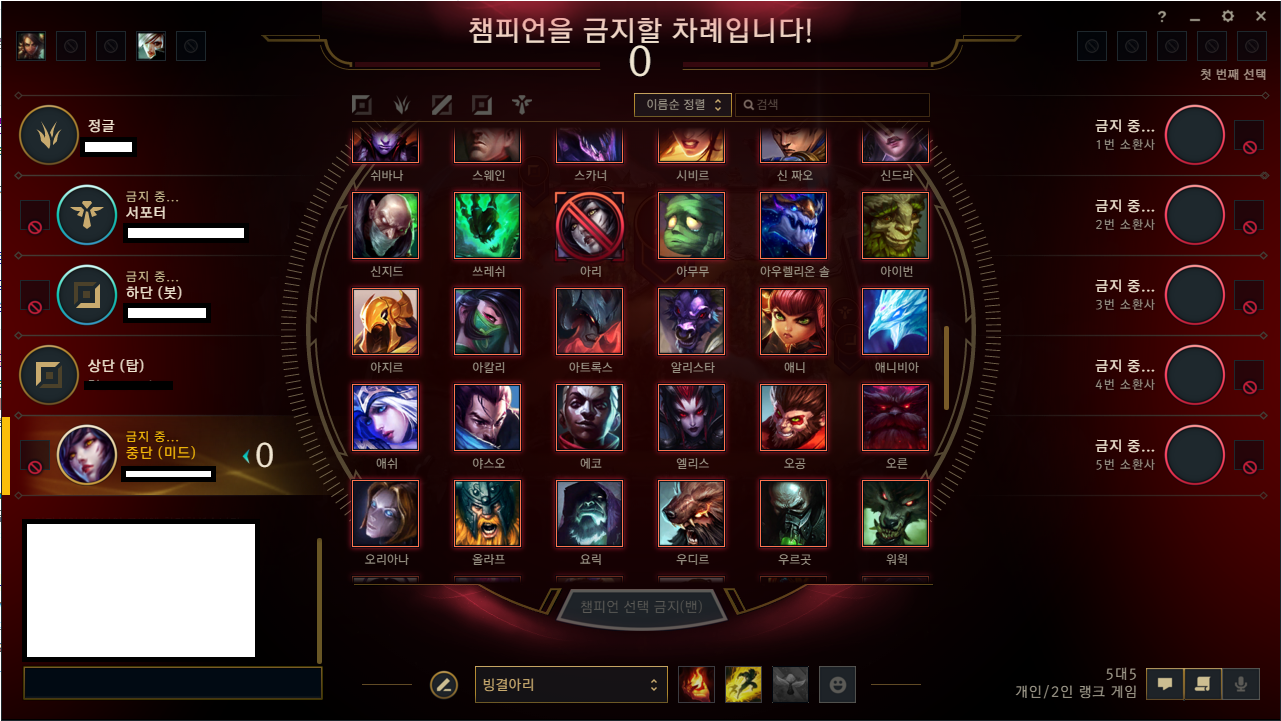 챔피언을 금지할 차례입니다!
0
?
첫 번째 선택
이름순 정렬
검색
정글
금지 중...
서포터
금지 중...
하단 (봇)
상단 (탑)
금지 중...
중단 (미드)
0
쉬바나 스웨인 스카너 시비르 신 짜오 신드라
신지드 쓰레쉬 아리 아무무 아우렐리온 솔 아이번
아지르 아칼리 아트록스 알리스타 애니 애니비아
애쉬 야스오 에코 엘리스 오공 오른
오리아나 올라프 요릭 우디르 우르곳 워윅
금지 중...
1번 소환사
금지 중...
2번 소환사
금지 중...
3번 소환사
금지 중...
4번 소환사
금지 중...
5번 소환사
챔피언 선택 금지(밴)
빙결아리
5대5
개인/2인 랭크 게임